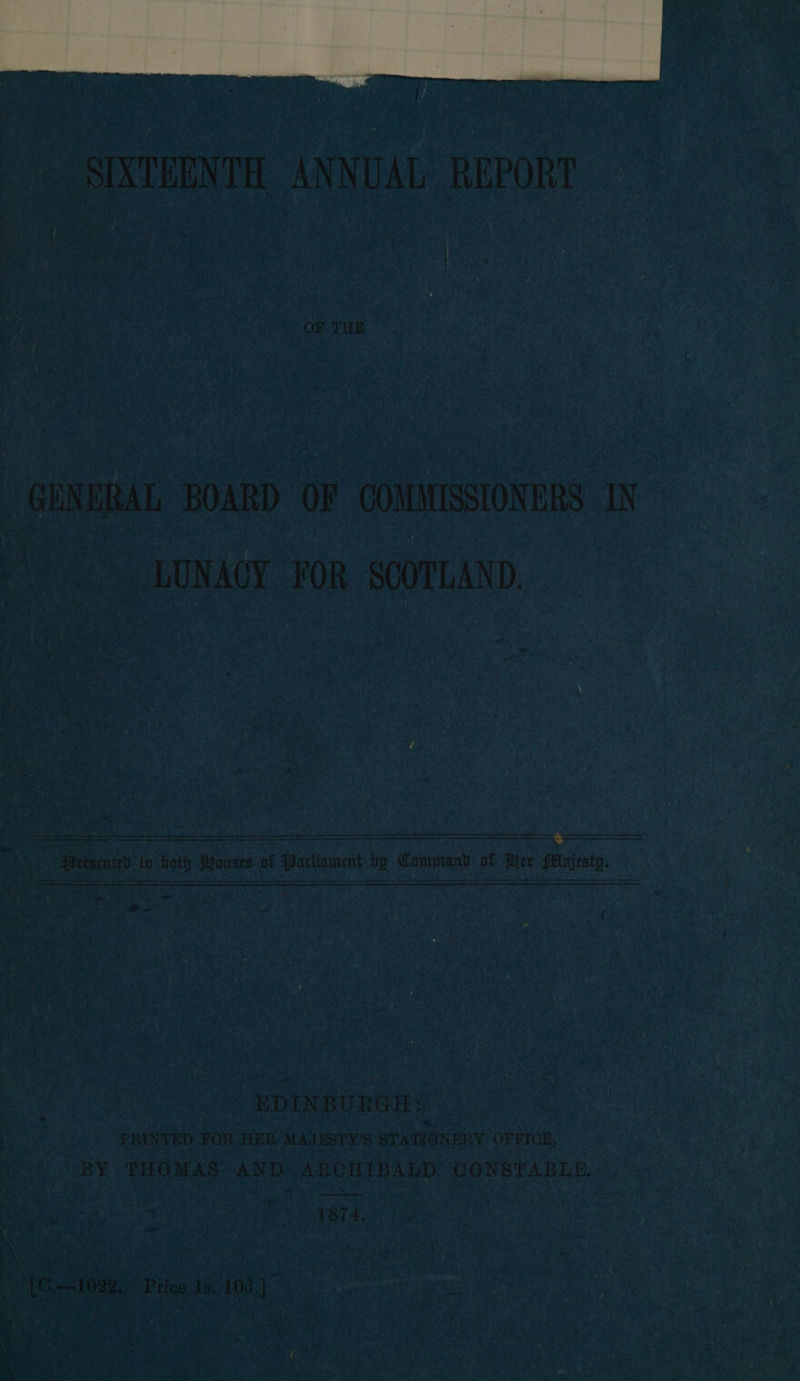 SIXTEENTH ANNUAL REPORT
OF THE
GENERAL BOARD OF COMMISSIONERS IN
LUNACY FOR SCOTLAND.
Presented to both Houses of Parliament by Command of Her Majesty.
EDINBURGH:
PRINTED FOR HER MAJESTY'S STATIONERY OFFICE,
BY THOMAS AND ARCHIBALD CONSTABLE.
1874.
[C.—1022. Price 1s. 10d.]